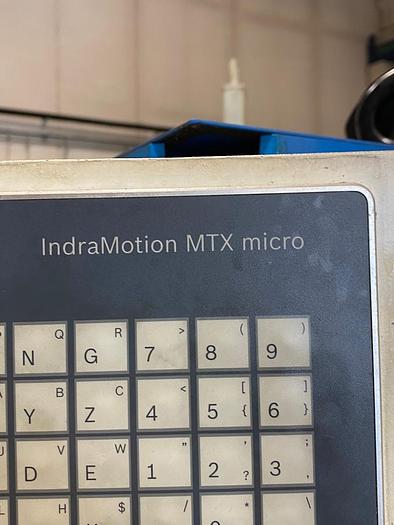 IndraMotion MTX micro
Q R > ( )
N G 7 8 9
B C < [ ]
Y Z 4 5 { 6 }
V W " ' ;
D E 1 2 ? 3 ,
L H $ / * \